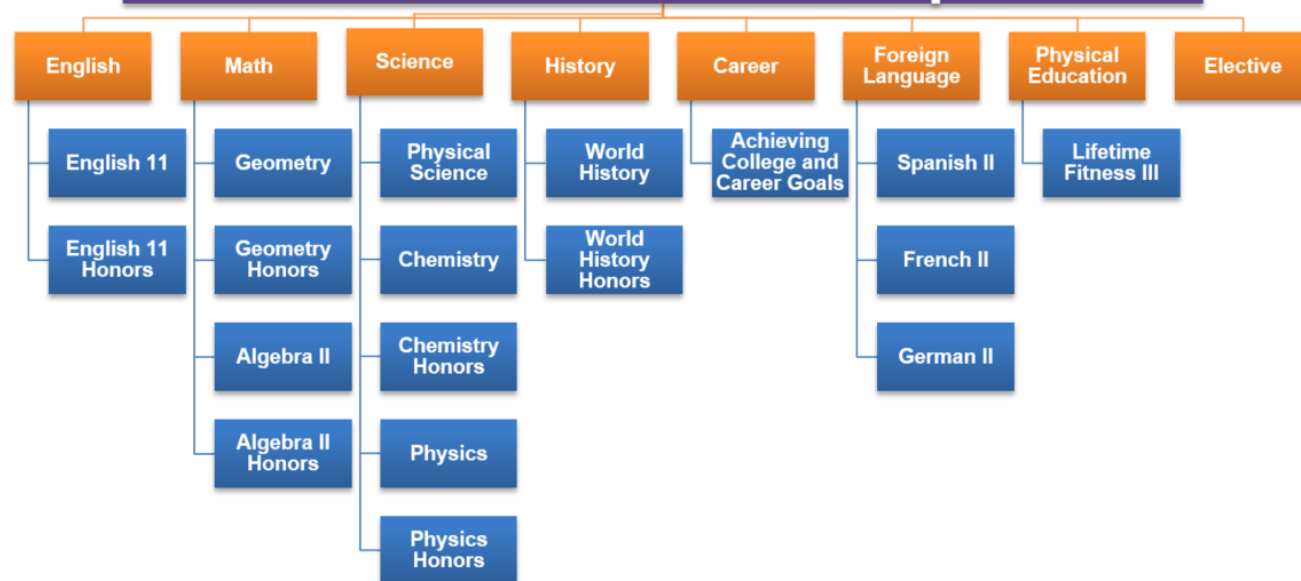 English
Math
Science
History
Career
Foreign
Language
Physical
Education
Elective
English 11
English 11
Honors
Geometry
Geometry
Honors
Algebra II
Algebra II
Honors
Physical
Science
Chemistry
Chemistry
Honors
Physics
Physics
Honors
World
History
World
History
Honors
Achieving
College and
Career Goals
Spanish II
French II
German II
Lifetime
Fitness III